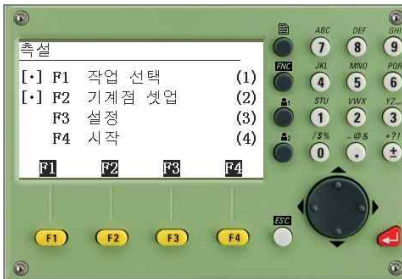 측설
[•] F1 작업 선택 (1)
[•] F2 기계점 셋업 (2)
F3 설정 (3)
F4 시작 (4)
F1 F2 F3 F4
F1 F2 F3 F4
ESC
FNC
ABC DEF GHI
7 8 9
JKL MNO PQR
4 5 6
STU VWX YZ
1 2 3
/$% _@& *?!
0 . ±